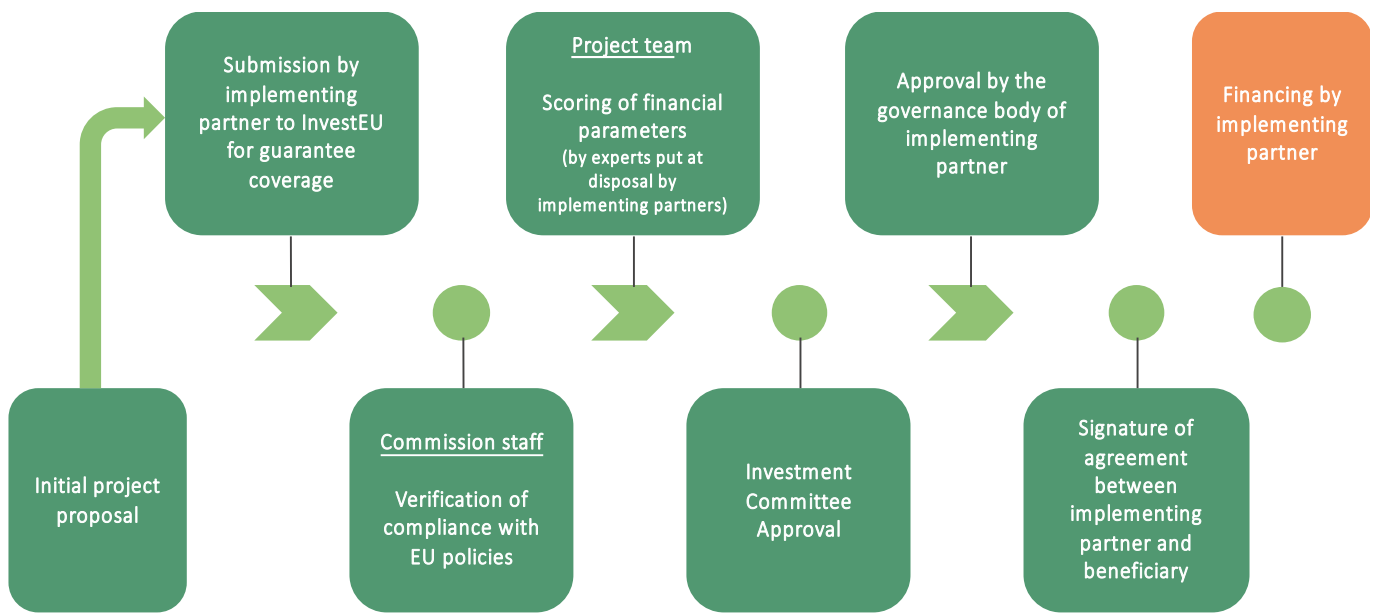 Initial project
proposal
Submission by
implementing
partner to InvestEU
for guarantee
coverage
Commission staff
Verification of
compliance with
EU policies
Project team
Scoring of financial
parameters
(by experts put at
disposal by
implementing partners)
Investment
Committee
Approval
Approval by the
governance body of
implementing
partner
Signature of
agreement
between
implementing
partner and
beneficiary
Financing by
implementing
partner